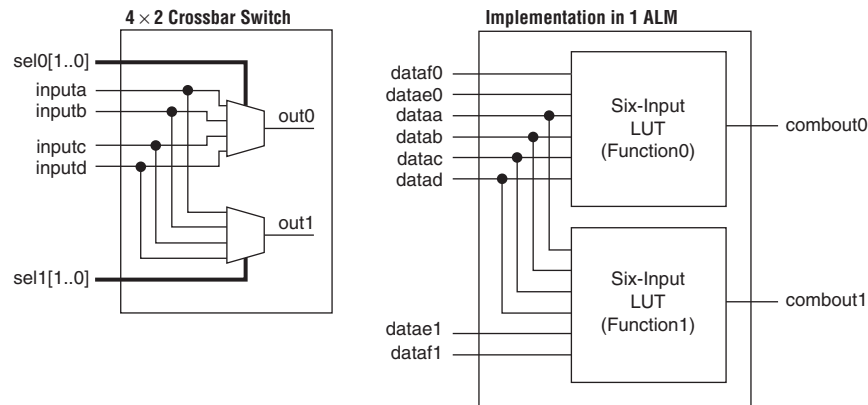 4 × 2 Crossbar Switch
sel0[1..0]
inputa
inputb
inputc
inputd
out0
out1
sel1[1..0]
Implementation in 1 ALM
dataf0
datae0
dataa
datab
datac
datad
Six-Input
LUT
(Function0)
combout0
Six-Input
LUT
(Function1)
combout1
datae1
dataf1